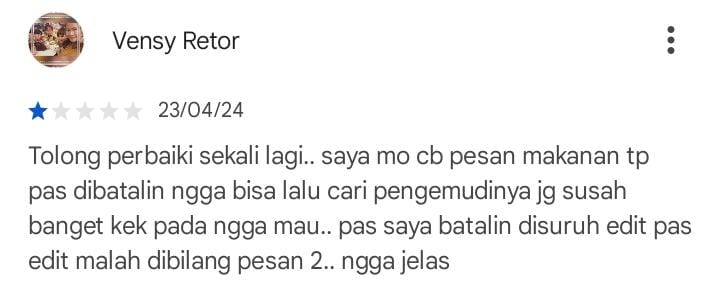 Vensy Retor
23/04/24
Tolong perbaiki sekali lagi.. saya mo cb pesan makanan tp
pas dibatalin ngga bisa lalu cari pengemudinya jg susah
banget kek pada ngga mau.. pas saya batalin disuruh edit pas
edit malah dibilang pesan 2.. ngga jelas